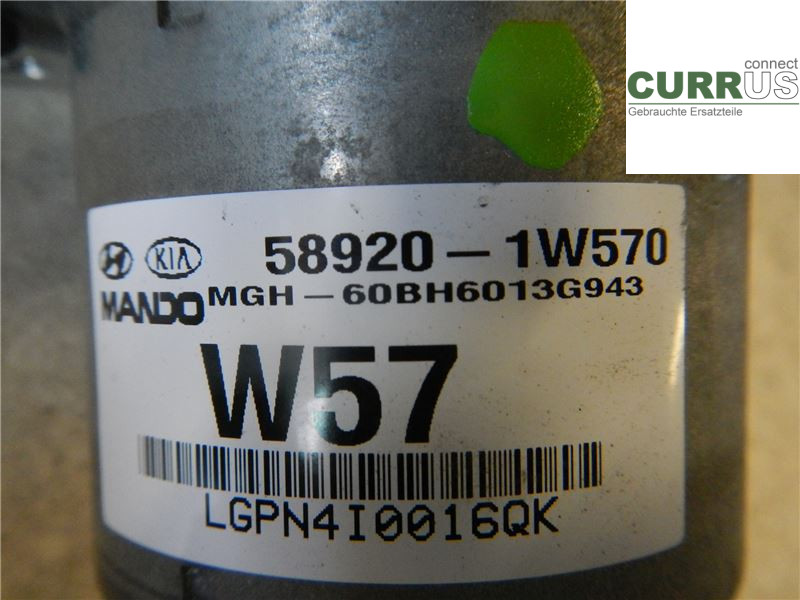 connect
CURRUS
Gebrauchte Ersatzteile
KIA 58920-1W570
MANDO MGH-60BH6013G943
W57
LGPN4I0016QK